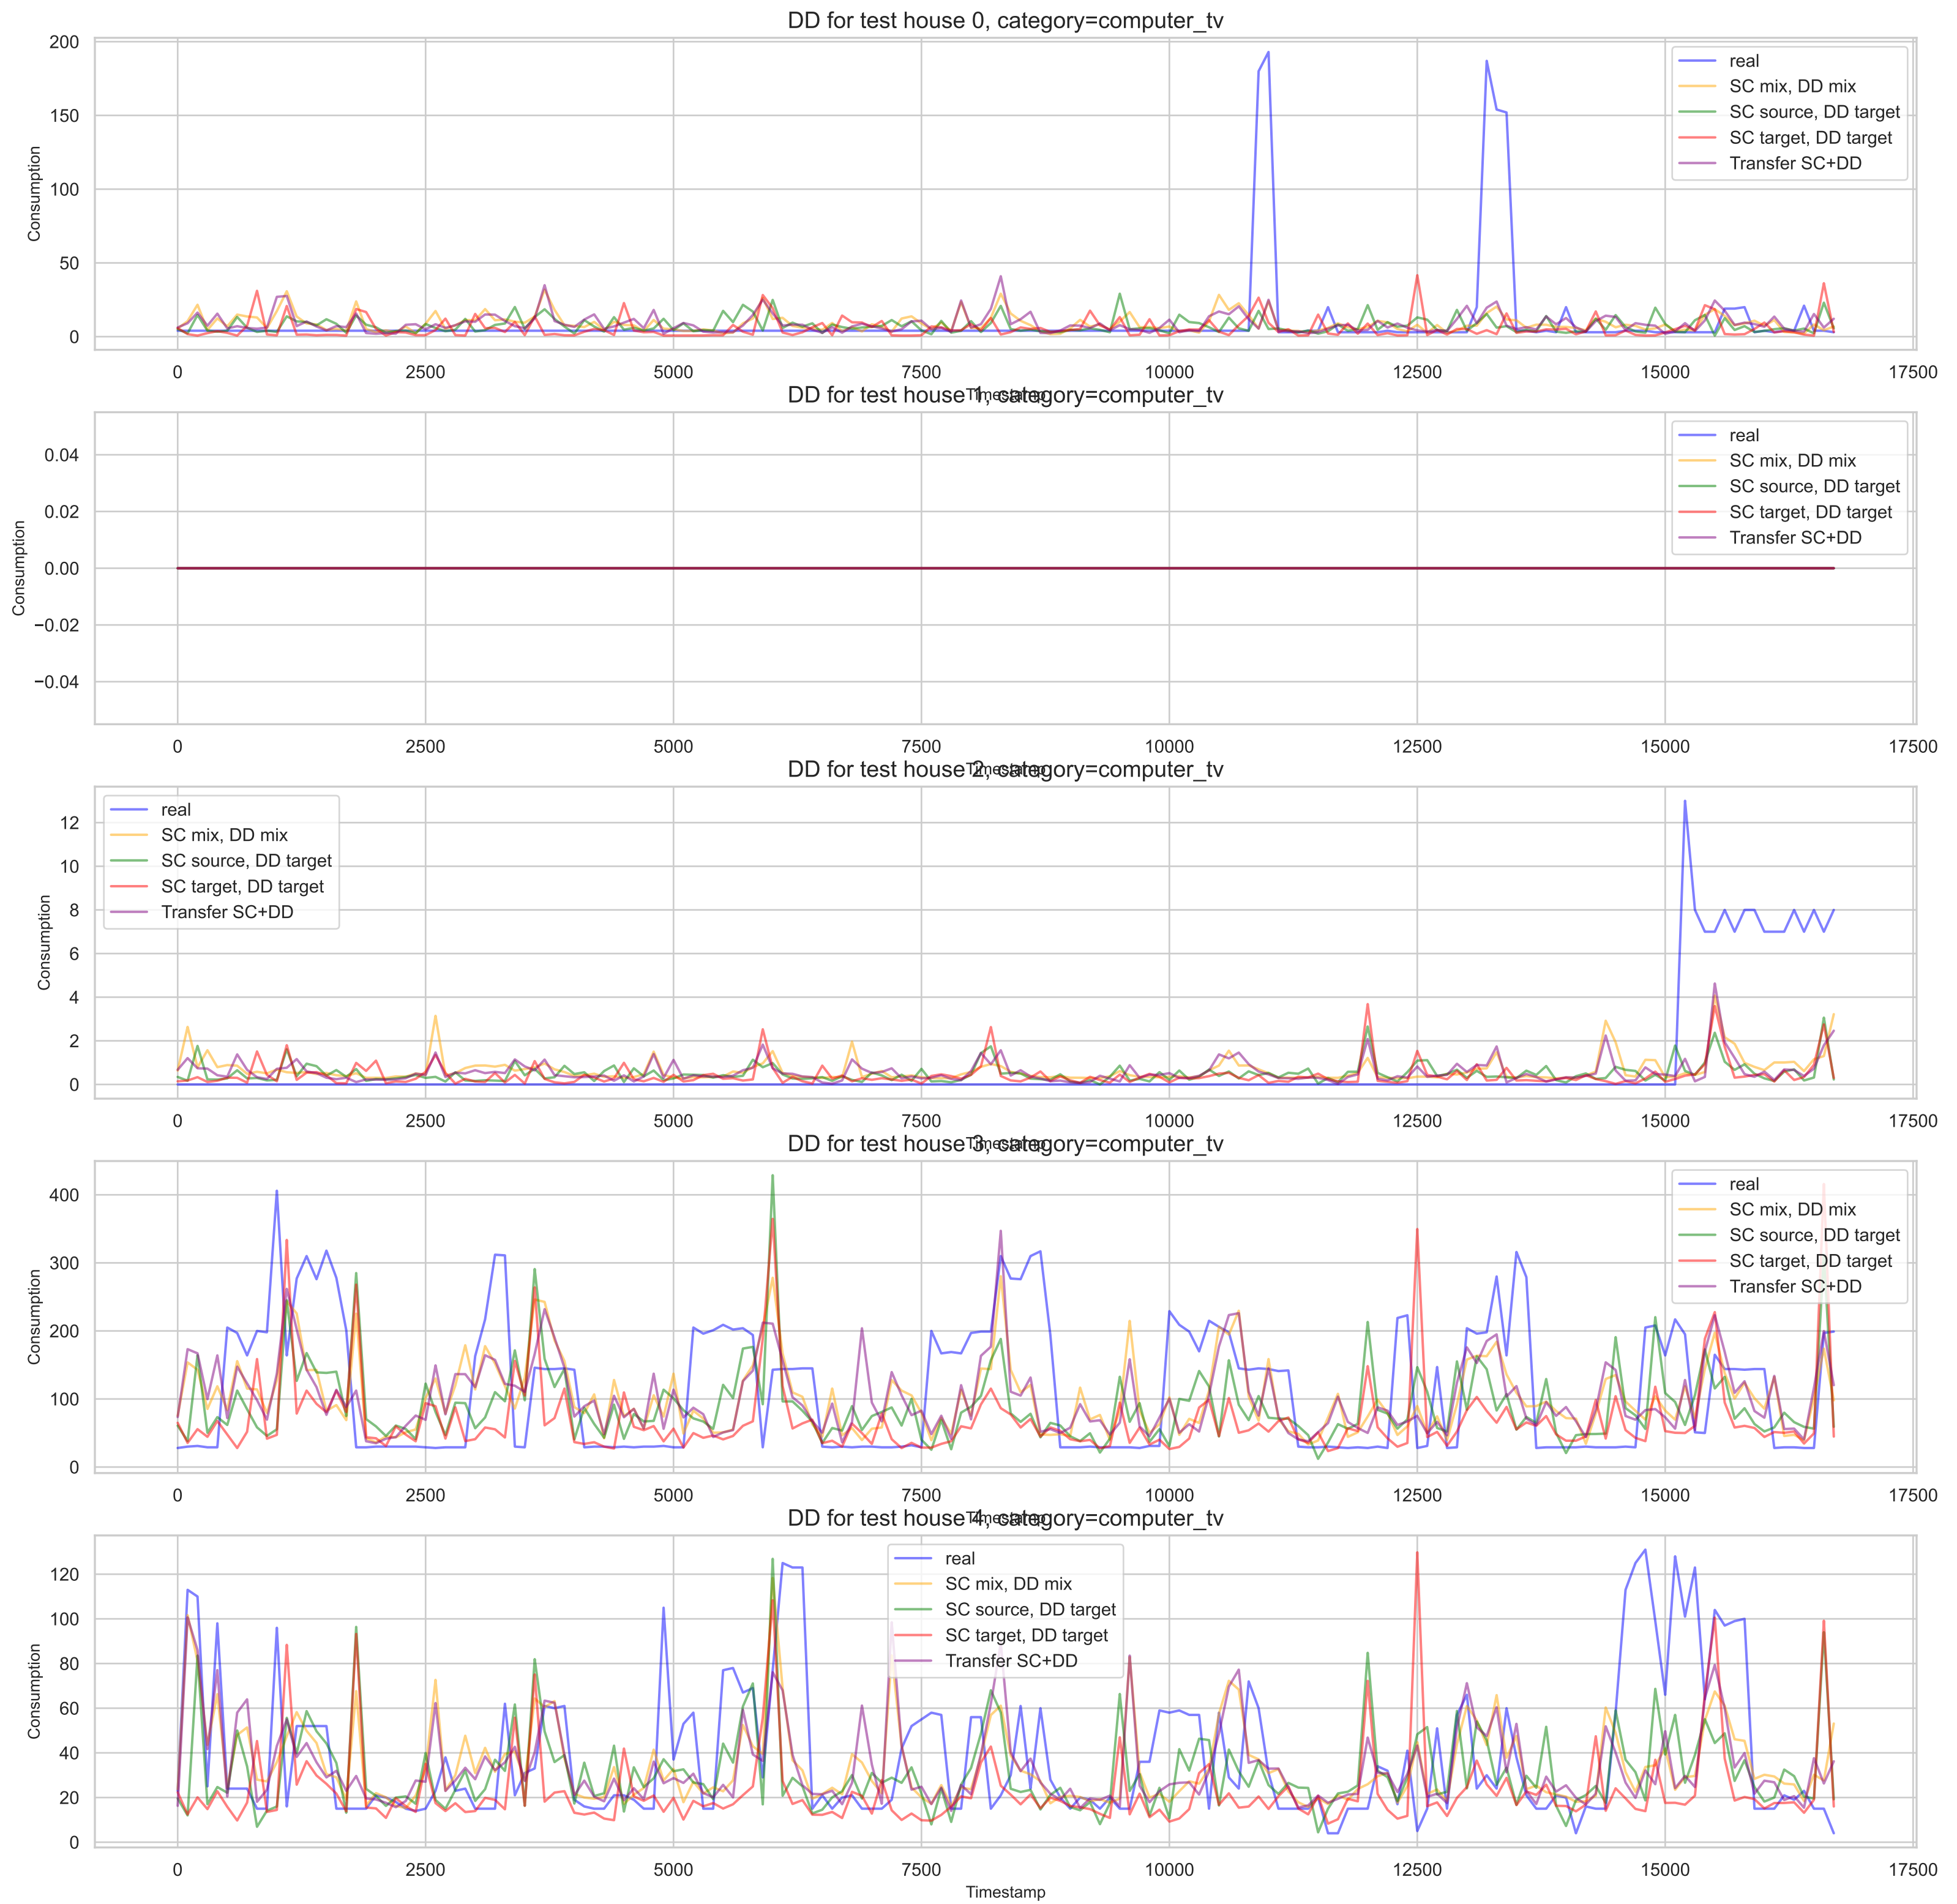 DD for test house 0, category=computer_tv
200
150
100
50
0
Consumption
real
SC mix, DD mix
SC source, DD target
SC target, DD target
Transfer SC+DD
0 2500 5000 7500 10000 12500 15000 17500
Timestamp
DD for test house 1, category=computer_tv
0.04
0.02
0.00
−0.02
−0.04
Consumption
real
SC mix, DD mix
SC source, DD target
SC target, DD target
Transfer SC+DD
0 2500 5000 7500 10000 12500 15000 17500
Timestamp
DD for test house 2, category=computer_tv
12
10
8
6
4
2
0
Consumption
real
SC mix, DD mix
SC source, DD target
SC target, DD target
Transfer SC+DD
0 2500 5000 7500 10000 12500 15000 17500
Timestamp
DD for test house 3, category=computer_tv
400
300
200
100
0
Consumption
real
SC mix, DD mix
SC source, DD target
SC target, DD target
Transfer SC+DD
0 2500 5000 7500 10000 12500 15000 17500
Timestamp
DD for test house 4, category=computer_tv
120
100
80
60
40
20
0
Consumption
real
SC mix, DD mix
SC source, DD target
SC target, DD target
Transfer SC+DD
0 2500 5000 7500 10000 12500 15000 17500
Timestamp